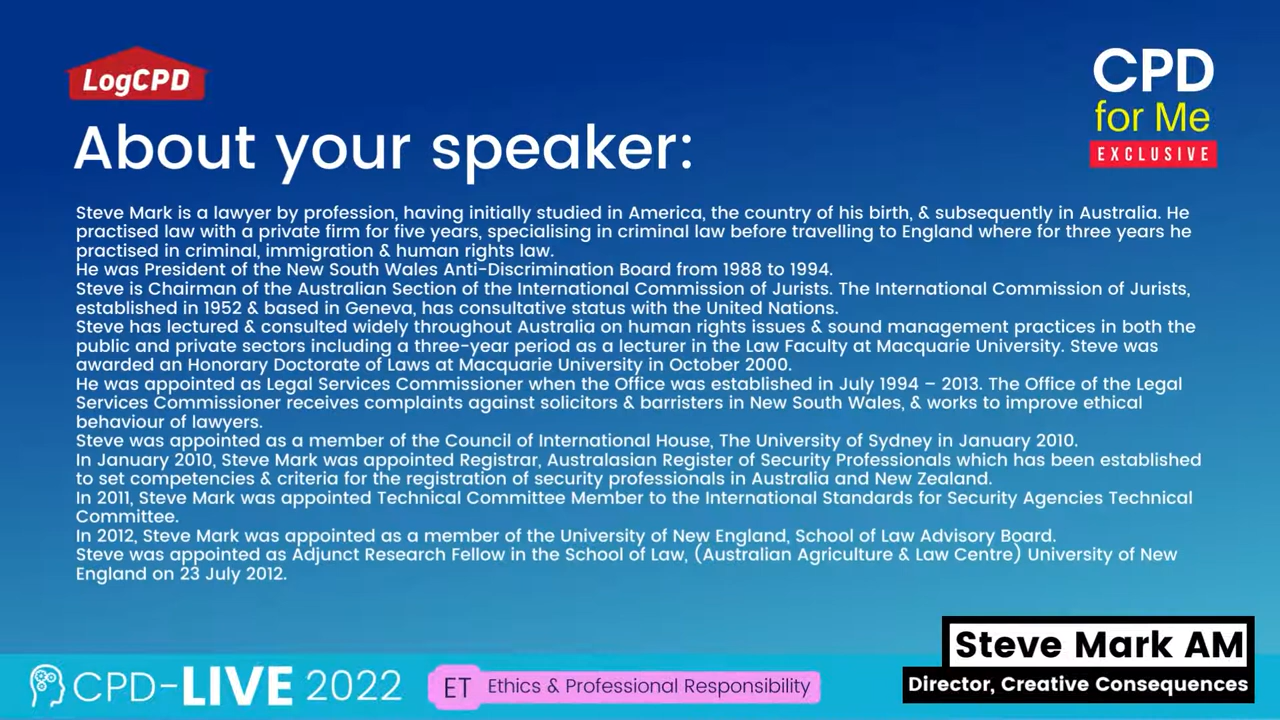 LogCPD
CPD
for Me
EXCLUSIVE
About your speaker:
Steve Mark is a lawyer by profession, having initially studied in America, the country of his birth, & subsequently in Australia. He
practised law with a private firm for five years, specialising in criminal law before travelling to England where for three years he
practised in criminal, immigration & human rights law.
He was President of the New South Wales Anti-Discrimination Board from 1988 to 1994.
Steve is Chairman of the Australian Section of the International Commission of Jurists. The International Commission of Jurists,
established in 1952 & based in Geneva, has consultative status with the United Nations.
Steve has lectured & consulted widely throughout Australia on human rights issues & sound management practices in both the
public and private sectors including a three-year period as a lecturer in the Law Faculty at Macquarie University. Steve was
awarded an Honorary Doctorate of Laws at Macquarie University in October 2000.
He was appointed as Legal Services Commissioner when the Office was established in July 1994 – 2013. The Office of the Legal
Services Commissioner receives complaints against solicitors & barristers in New South Wales, & works to improve ethical
behaviour of lawyers.
Steve was appointed as a member of the Council of International House, The University of Sydney in January 2010.
In January 2010, Steve Mark was appointed Registrar, Australasian Register of Security Professionals which has been established
to set competencies & criteria for the registration of security professionals in Australia and New Zealand.
In 2011, Steve Mark was appointed Technical Committee Member to the International Standards for Security Agencies Technical
Committee.
In 2012, Steve Mark was appointed as a member of the University of New England, School of Law Advisory Board.
Steve was appointed as Adjunct Research Fellow in the School of Law, (Australian Agriculture & Law Centre) University of New
England on 23 July 2012.
Steve Mark AM
Director, Creative Consequences
CPD-LIVE 2022
ET Ethics & Professional Responsibility